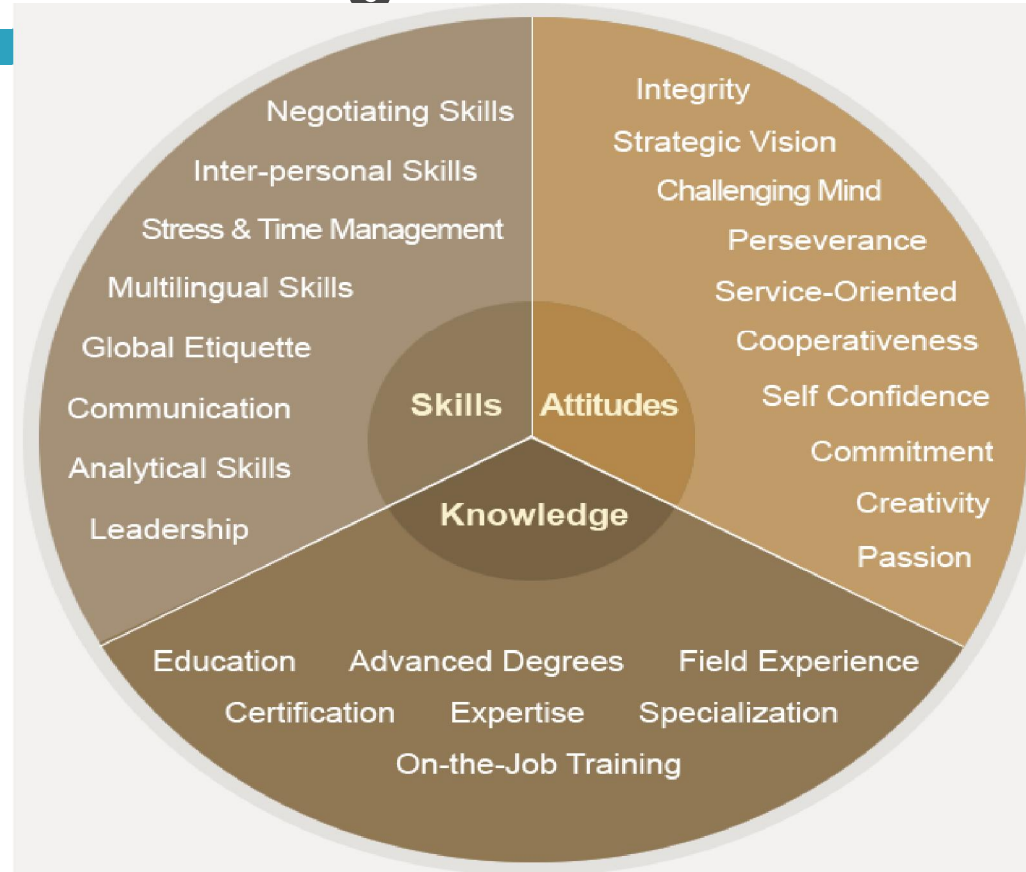 Negotiating Skills
Inter-personal Skills
Stress & Time Management
Multilingual Skills
Global Etiquette
Communication
Analytical Skills
Leadership
Skills
Integrity
Strategic Vision
Challenging Mind
Perseverance
Service-Oriented
Cooperativeness
Self Confidence
Commitment
Creativity
Passion
Attitudes
Knowledge
Education Advanced Degrees Field Experience
Certification Expertise Specialization
On-the-Job Training